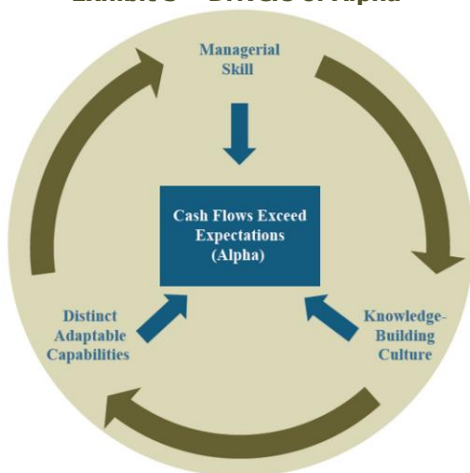 Managerial
Skill
Cash Flows Exceed
Expectations
(Alpha)
Distinct
Adaptable
Capabilities
Knowledge-
Building
Culture